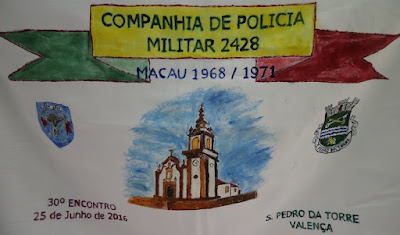 COMPANHIA DE POLICIA
MILITAR 2428
MACAU 1968 / 1971
30º ENCONTRO
25 de Junho de 2016
S. PEDRO DA TORRE
VALENÇA